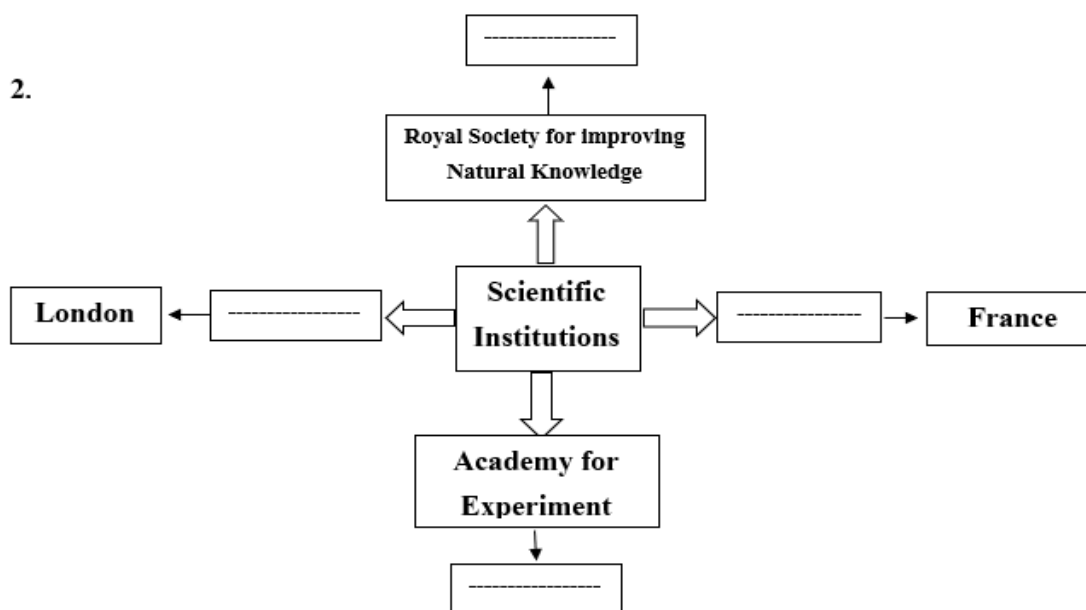 -----------------
2.
Royal Society for improving
Natural Knowledge
London
-----------------
Scientific
Institutions
----------------
France
Academy for
Experiment
-----------------